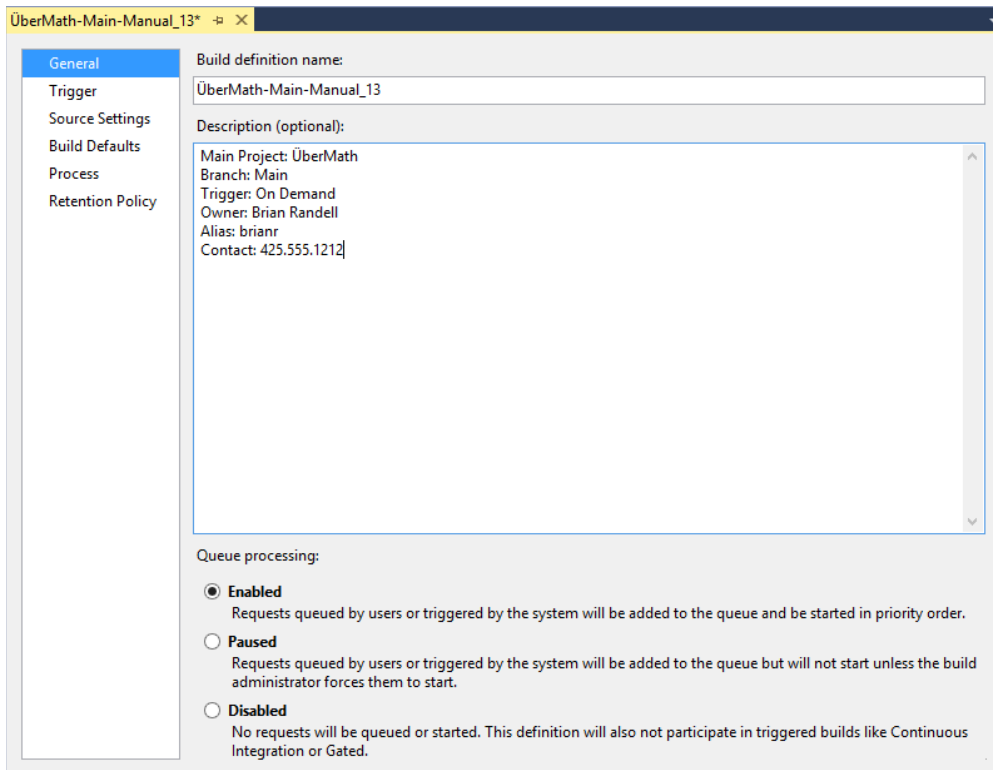 ÜberMath-Main-Manual_13*
General
Trigger
Source Settings
Build Defaults
Process
Retention Policy
Build definition name:
ÜberMath-Main-Manual_13
Description (optional):
Main Project: ÜberMath
Branch: Main
Trigger: On Demand
Owner: Brian Randell
Alias: brianr
Contact: 425.555.1212
Queue processing:
Enabled
Requests queued by users or triggered by the system will be added to the queue and be started in priority order.
Paused
Requests queued by users or triggered by the system will be added to the queue but will not start unless the build
administrator forces them to start.
Disabled
No requests will be queued or started. This definition will also not participate in triggered builds like Continuous
Integration or Gated.